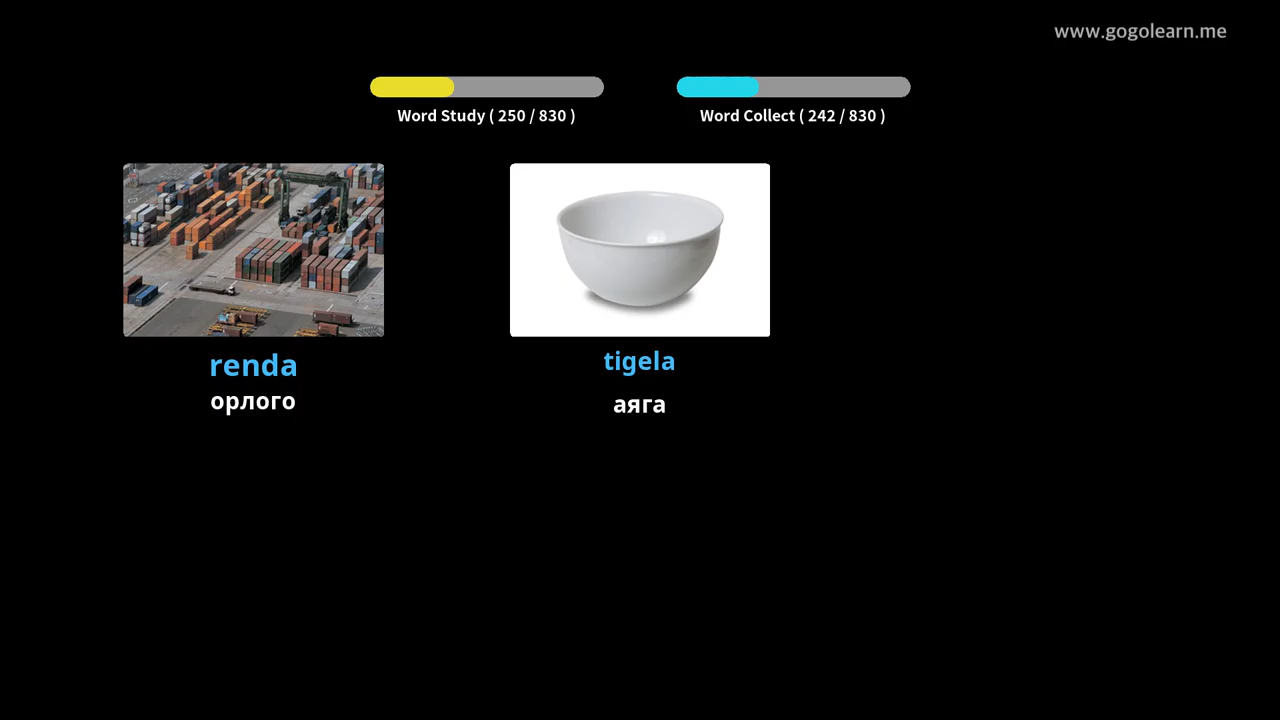 www.gogolearn.me
Word Study ( 250 / 830 )
Word Collect ( 242 / 830 )
renda
орлого
tigela
аяга